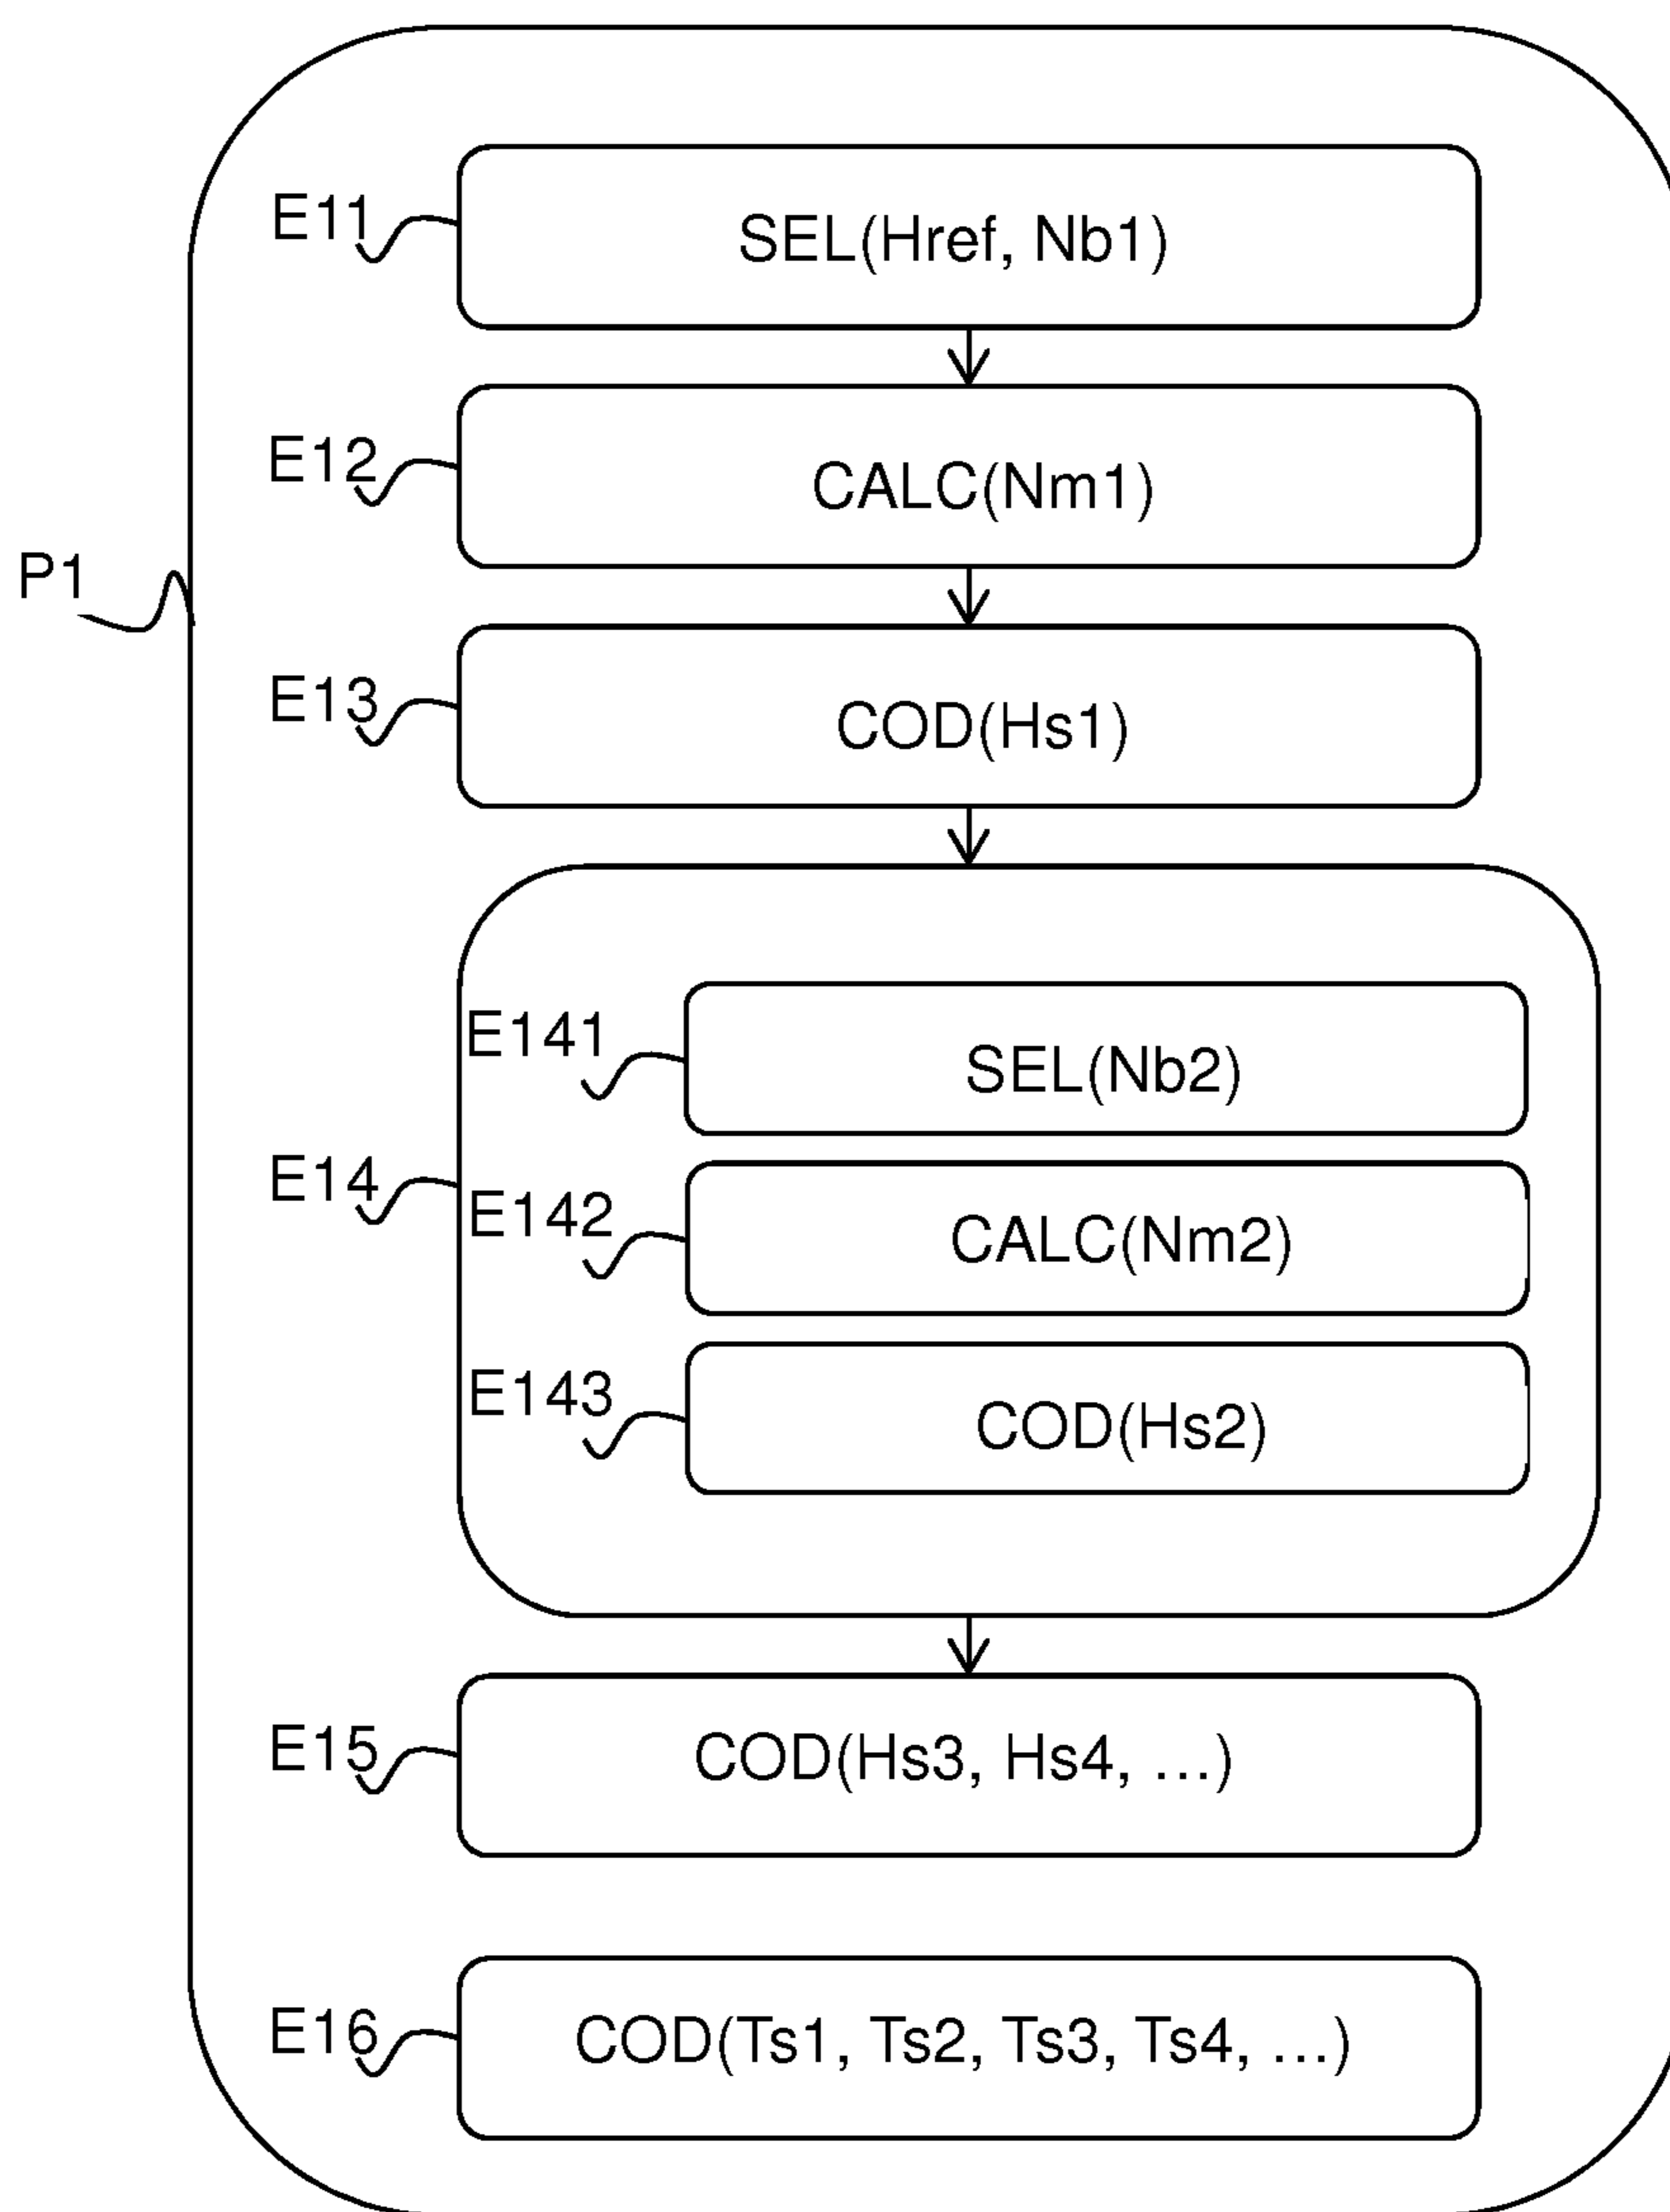 E11
SEL(Href, Nb1)
E12
CALC(Nm1)
P1
E13
COD(Hs1)
E141
SEL(Nb2)
E14
E142
CALC(Nm2)
E143
COD(Hs2)
E15
COD(Hs3, Hs4, ...)
E16
COD(Ts1, Ts2, Ts3, Ts4, ...)